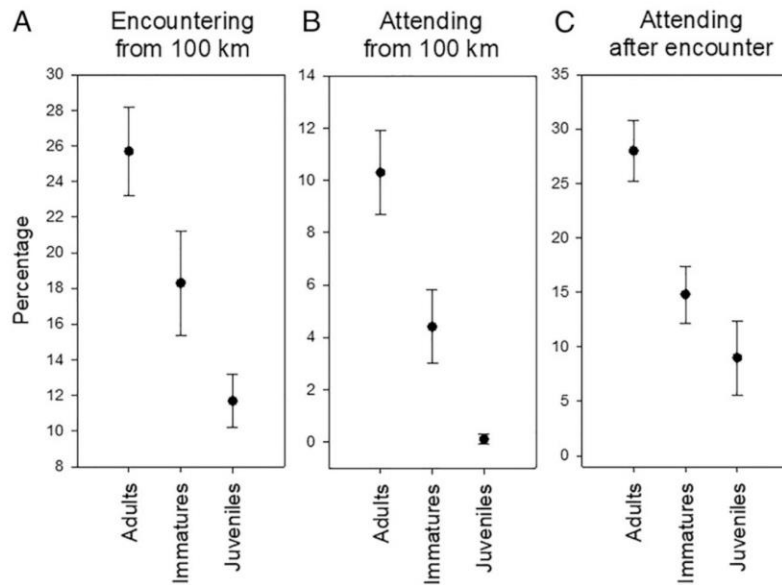 A
Encountering
from 100 km
B
Attending
from 100 km
C
Attending
after encounter
Percentage
30
28
26
24
22
20
18
16
14
12
10
8
Adults
Immatures
Juveniles
14
12
10
8
6
4
2
0
Adults
Immatures
Juveniles
35
30
25
20
15
10
5
0
Adults
Immatures
Juveniles